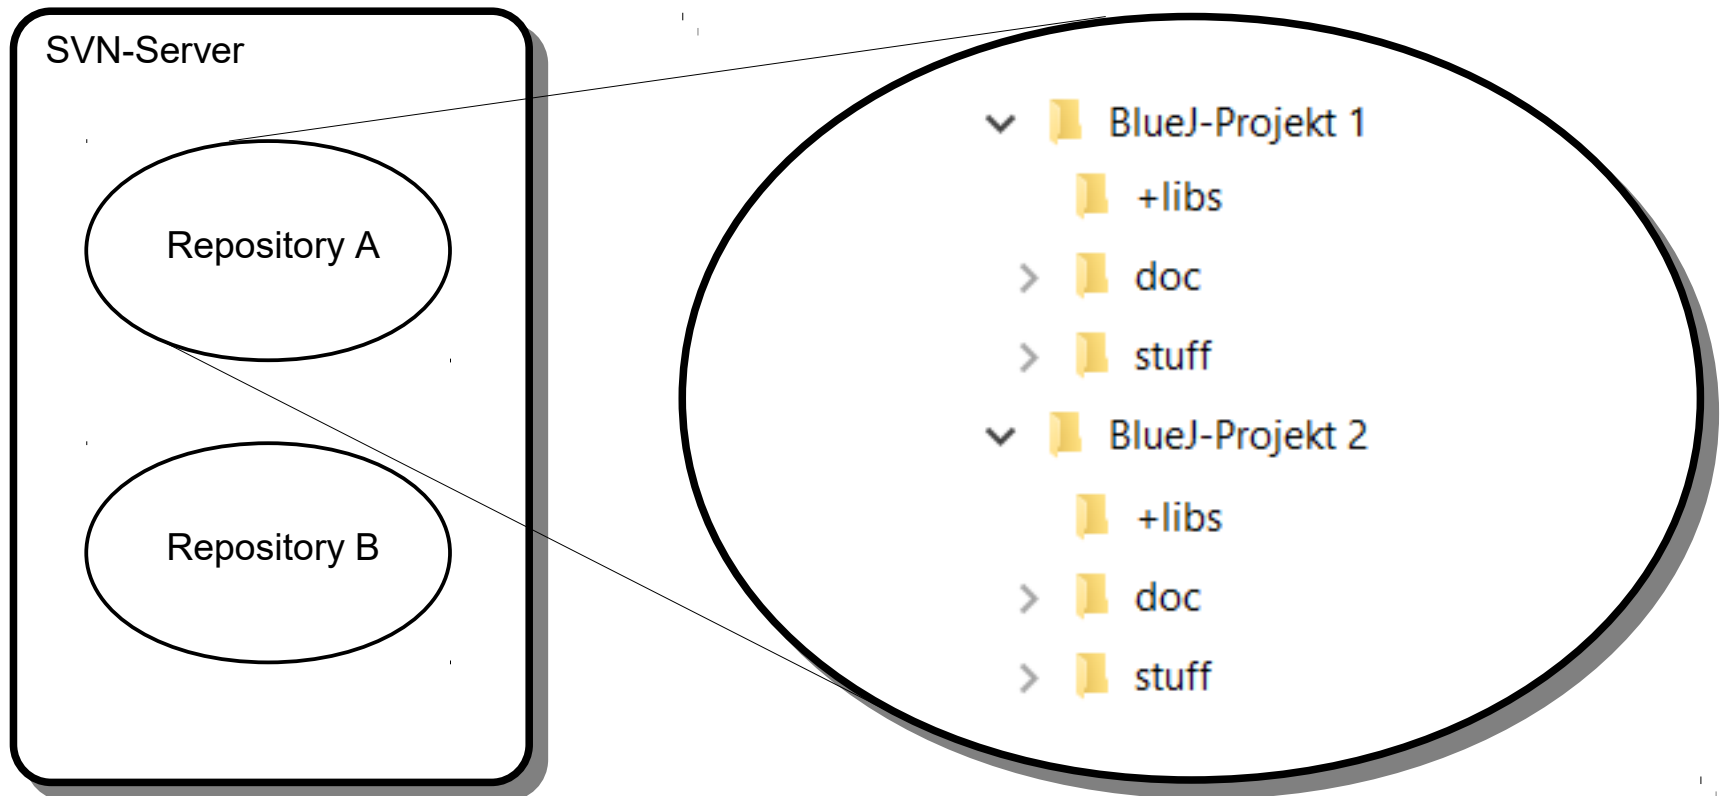 SVN-Server
Repository A
Repository B
BlueJ-Projekt 1
+libs
doc
stuff
BlueJ-Projekt 2
+libs
doc
stuff